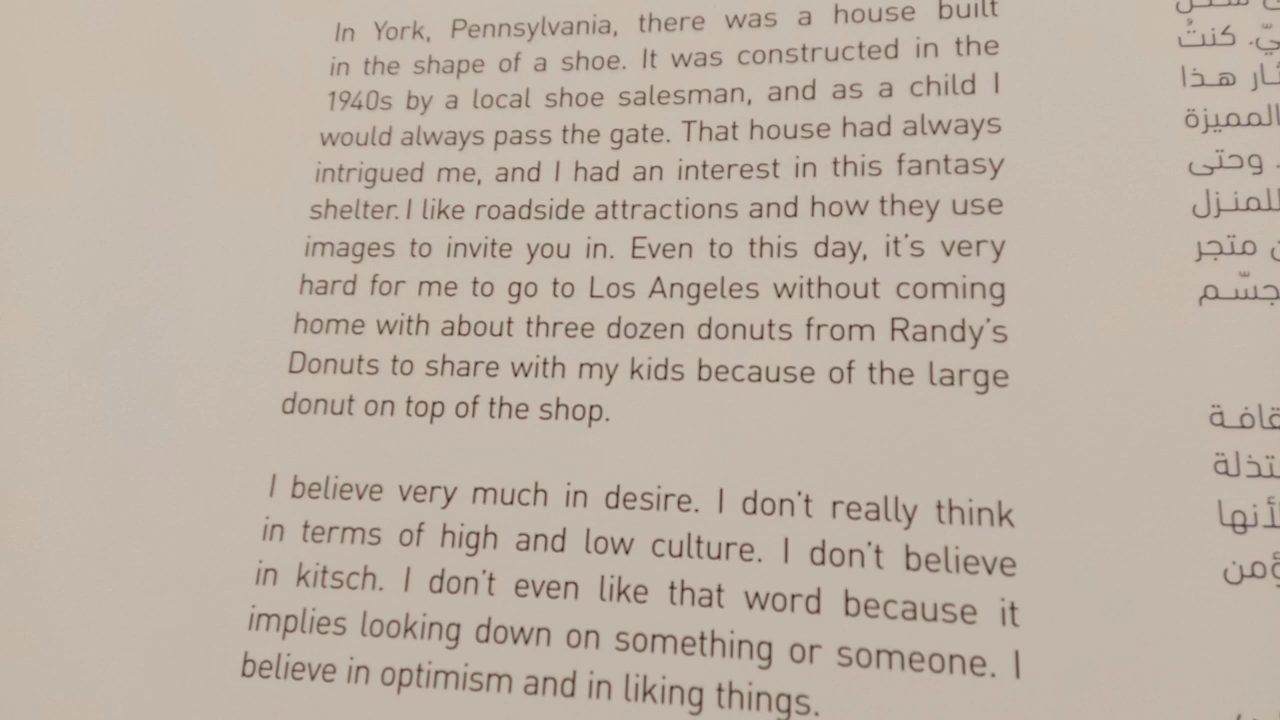 In York, Pennsylvania, there was a house built
in the shape of a shoe. It was constructed in the
1940s by a local shoe salesman, and as a child I
would always pass the gate. That house had always
intrigued me, and I had an interest in this fantasy
shelter. I like roadside attractions and how they use
images to invite you in. Even to this day, it's very
hard for me to go to Los Angeles without coming
home with about three dozen donuts from Randy's
Donuts to share with my kids because of the large
donut on top of the shop.
I believe very much in desire. I don't really think
in terms of high and low culture. I don't believe
in kitsch. I don't even like that word because it
implies looking down on something or someone. I
believe in optimism and in liking things.
كنتُ
هذا
المميزة
وحتى
للمنزل
متجر